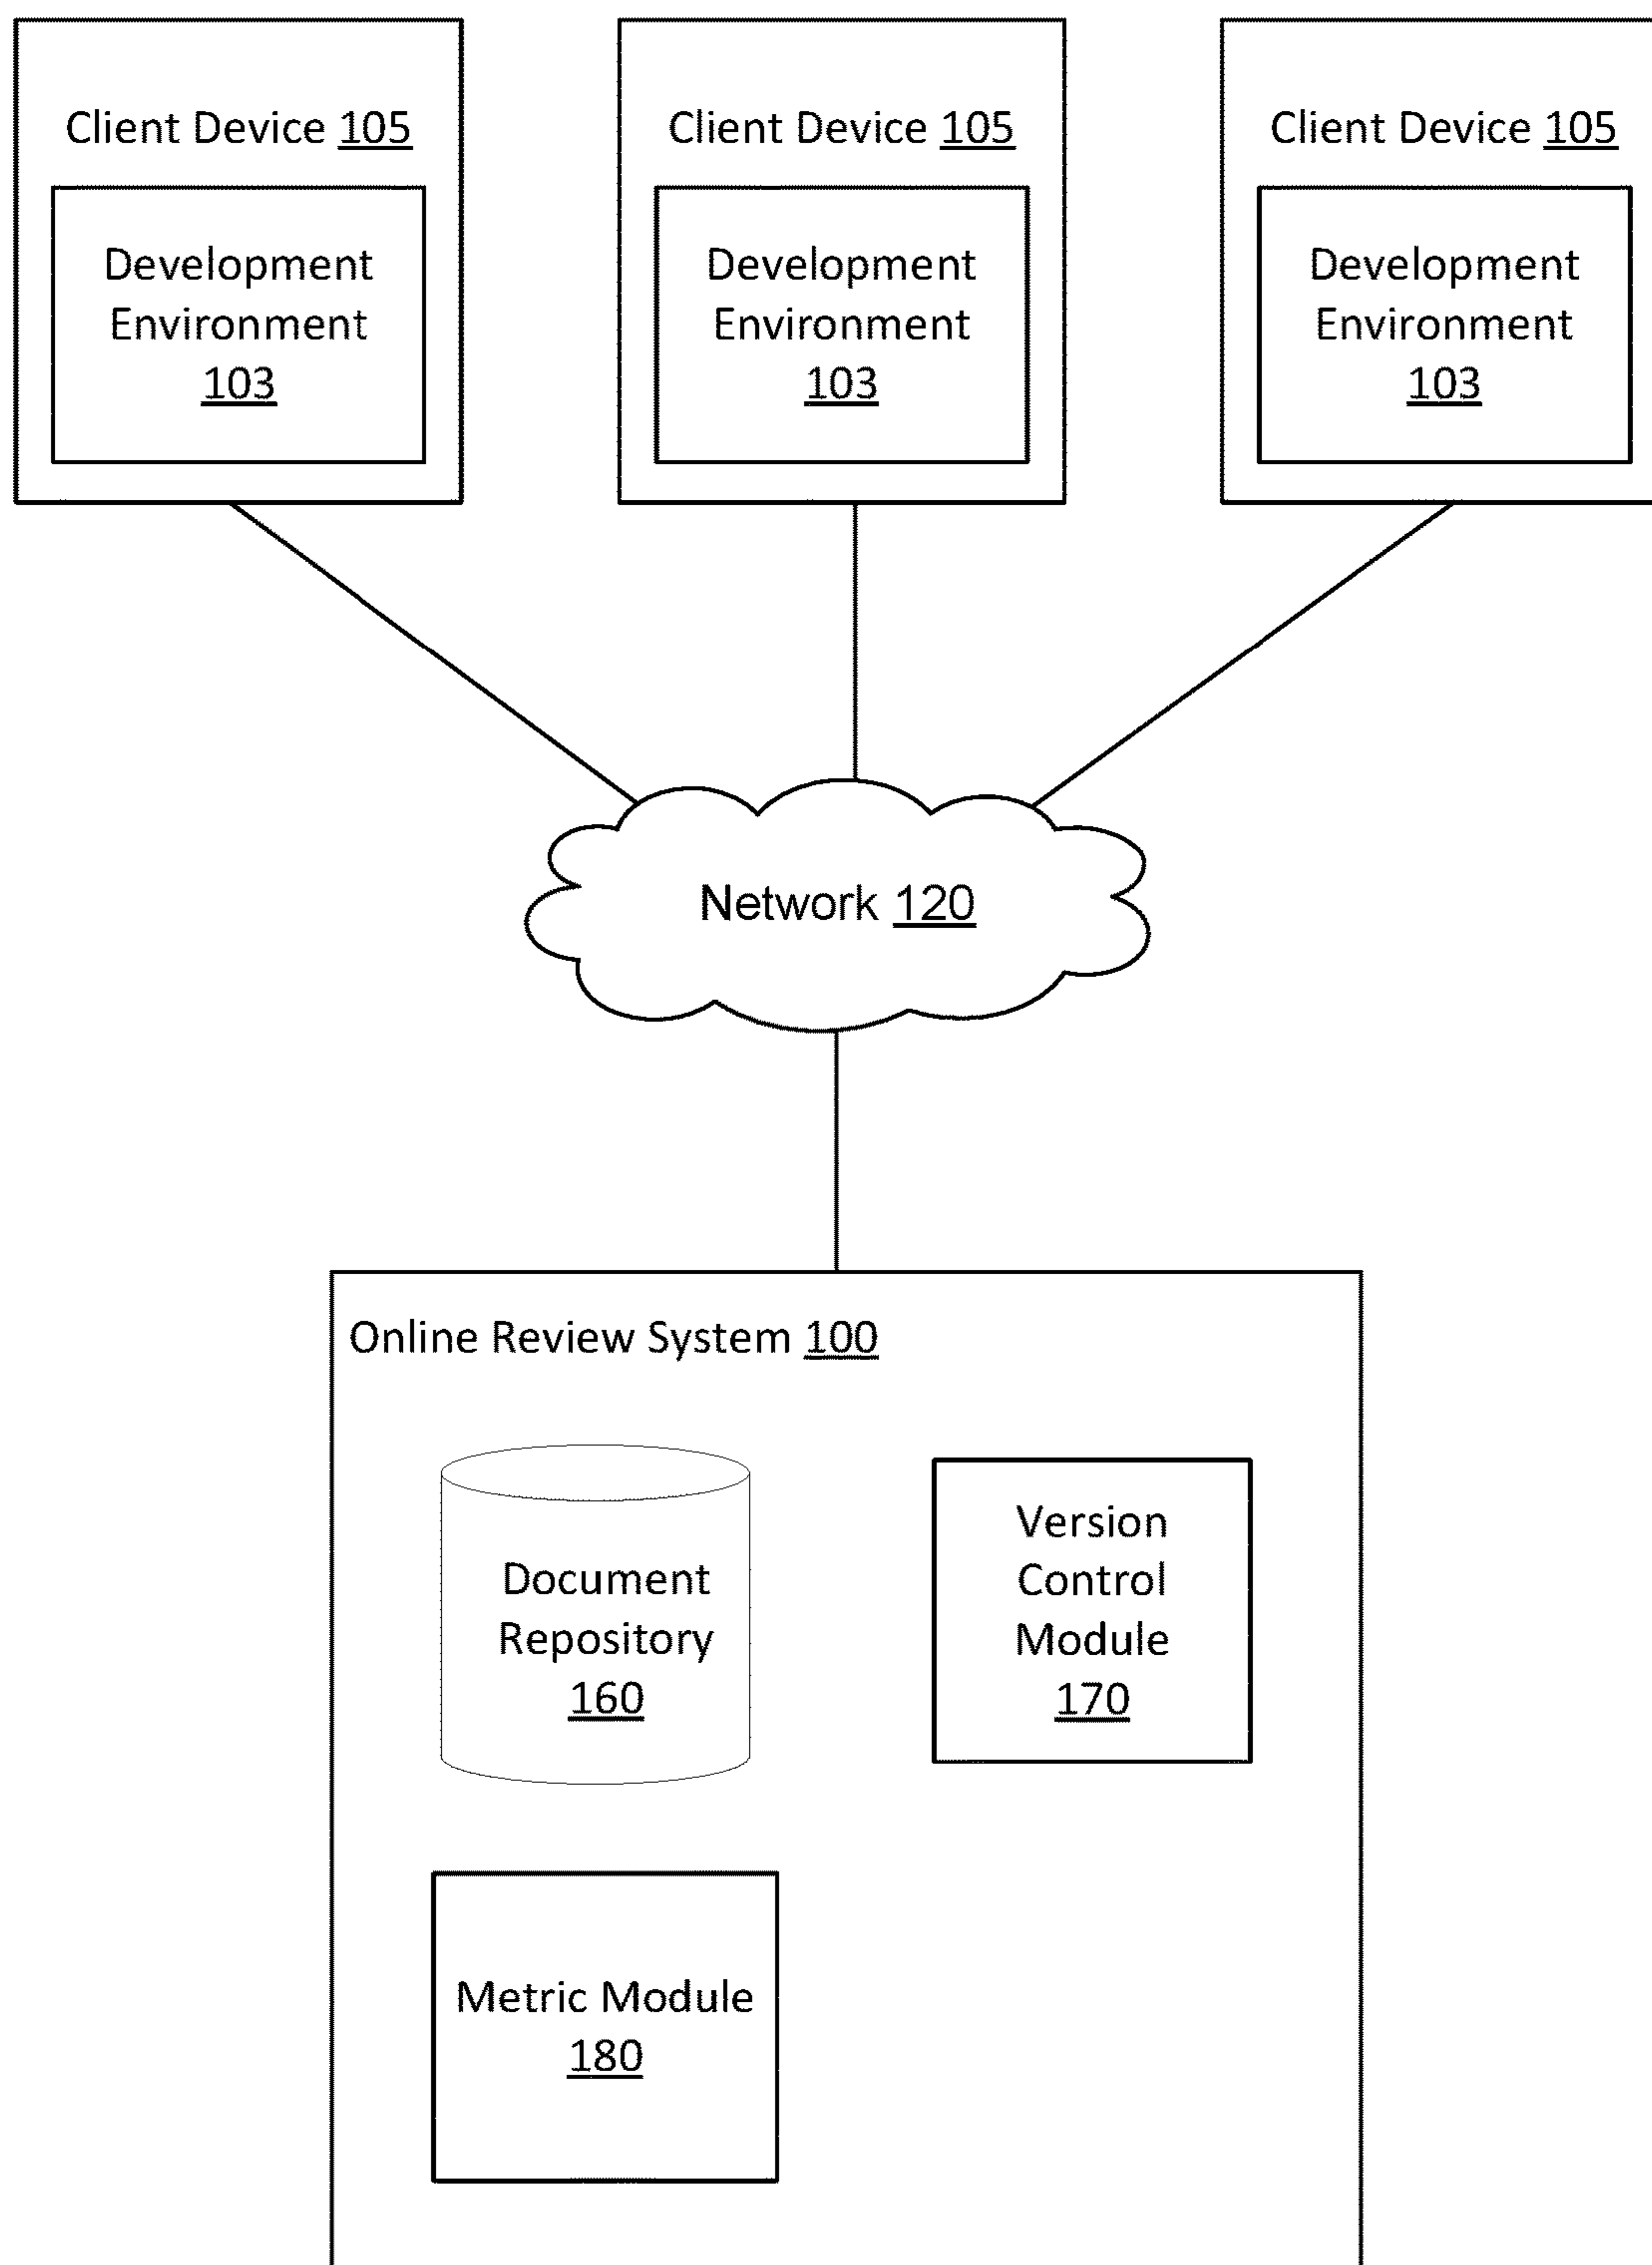 Client Device 105
Development
Environment
103
Client Device 105
Development
Environment
103
Client Device 105
Development
Environment
103
Network 120
Online Review System 100
Document
Repository
160
Version
Control
Module
170
Metric Module
180